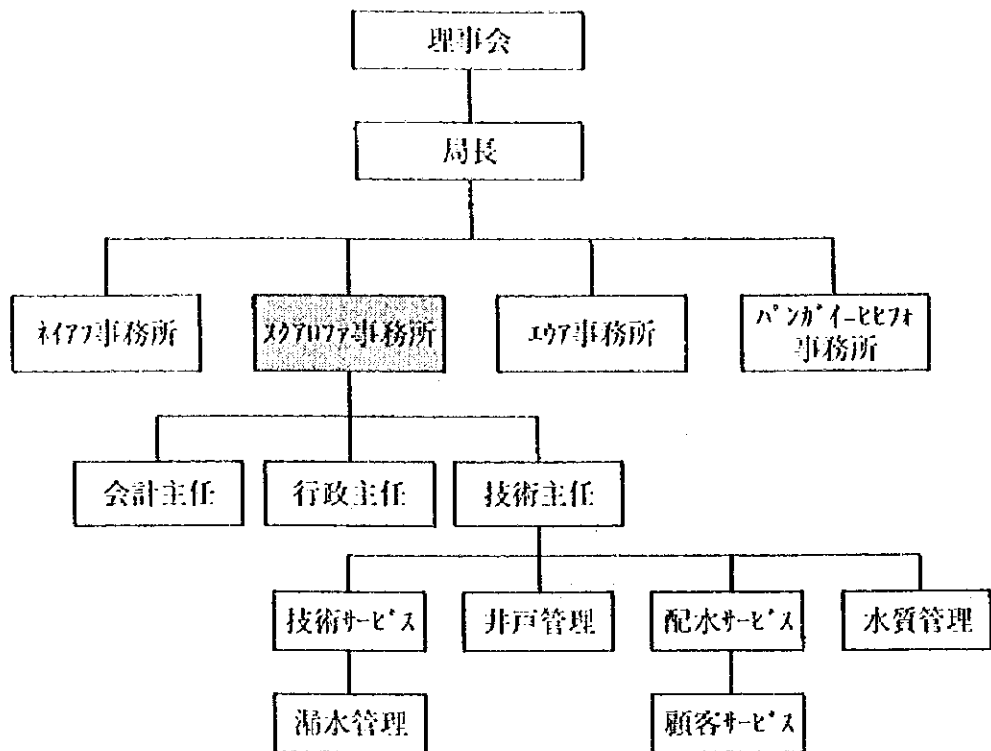 理事会
局長
ﾈｲｱﾌ事務所
ﾇｸｱﾛﾌｧ事務所
ｴｳｱ事務所
ﾊﾟﾝｶﾞｲｰﾋﾋﾌｫ
事務所
会計主任
行政主任
技術主任
技術ｻｰﾋﾞｽ
井戸管理
配水ｻｰﾋﾞｽ
水質管理
漏水管理
顧客ｻｰﾋﾞｽ